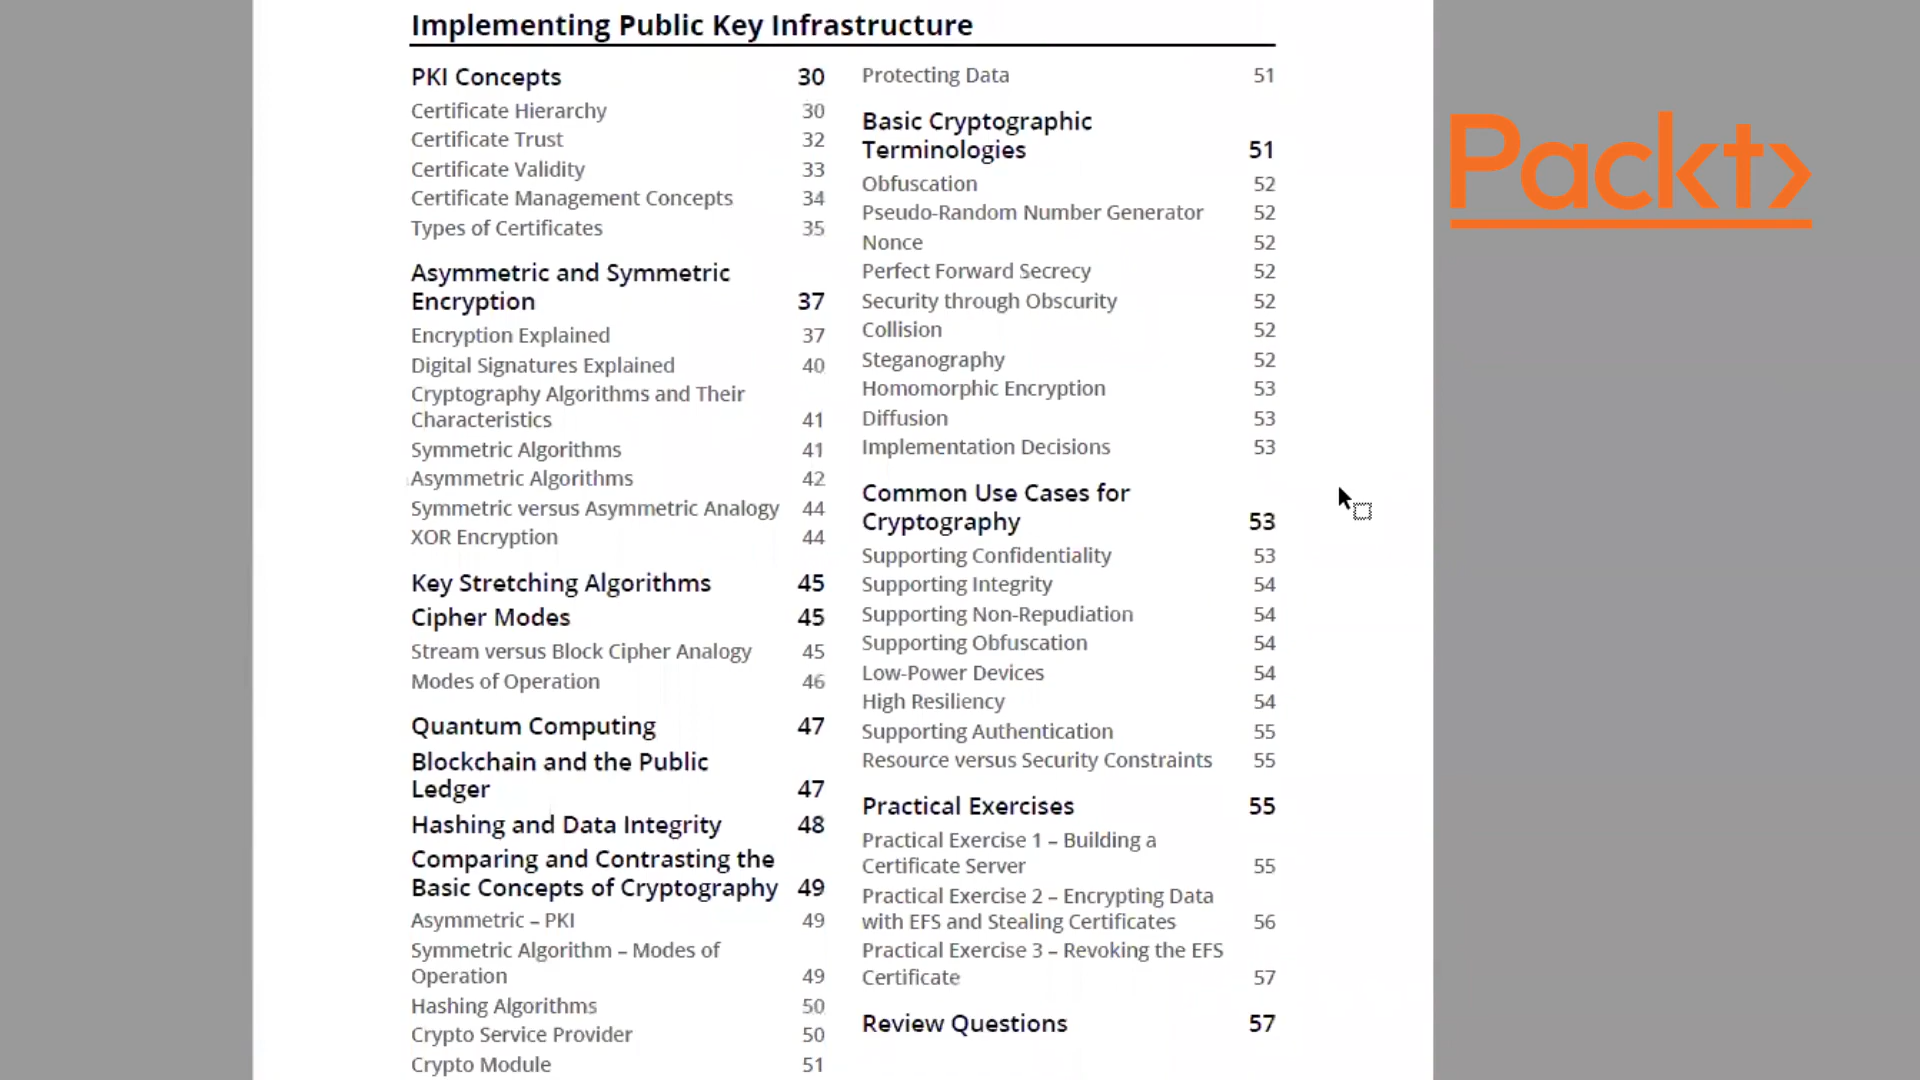 Implementing Public Key Infrastructure
PKI Concepts 30
Certificate Hierarchy 30
Certificate Trust 32
Certificate Validity 33
Certificate Management Concepts 34
Types of Certificates 35
Asymmetric and Symmetric
Encryption 37
Encryption Explained 37
Digital Signatures Explained 40
Cryptography Algorithms and Their
Characteristics 41
Symmetric Algorithms 41
Asymmetric Algorithms 42
Symmetric versus Asymmetric Analogy 44
XOR Encryption 44
Key Stretching Algorithms 45
Cipher Modes 45
Stream versus Block Cipher Analogy 45
Modes of Operation 46
Quantum Computing 47
Blockchain and the Public
Ledger 47
Hashing and Data Integrity 48
Comparing and Contrasting the
Basic Concepts of Cryptography 49
Asymmetric – PKI 49
Symmetric Algorithm – Modes of
Operation 49
Hashing Algorithms 50
Crypto Service Provider 50
Crypto Module 51
Protecting Data 51
Basic Cryptographic
Terminologies 51
Obfuscation 52
Pseudo-Random Number Generator 52
Nonce 52
Perfect Forward Secrecy 52
Security through Obscurity 52
Collision 52
Steganography 52
Homomorphic Encryption 53
Diffusion 53
Implementation Decisions 53
Common Use Cases for
Cryptography 53
Supporting Confidentiality 53
Supporting Integrity 54
Supporting Non-Repudiation 54
Supporting Obfuscation 54
Low-Power Devices 54
High Resiliency 54
Supporting Authentication 55
Resource versus Security Constraints 55
Practical Exercises 55
Practical Exercise 1 – Building a
Certificate Server 55
Practical Exercise 2 – Encrypting Data
with EFS and Stealing Certificates 56
Practical Exercise 3 – Revoking the EFS
Certificate 57
Review Questions 57
Packt>